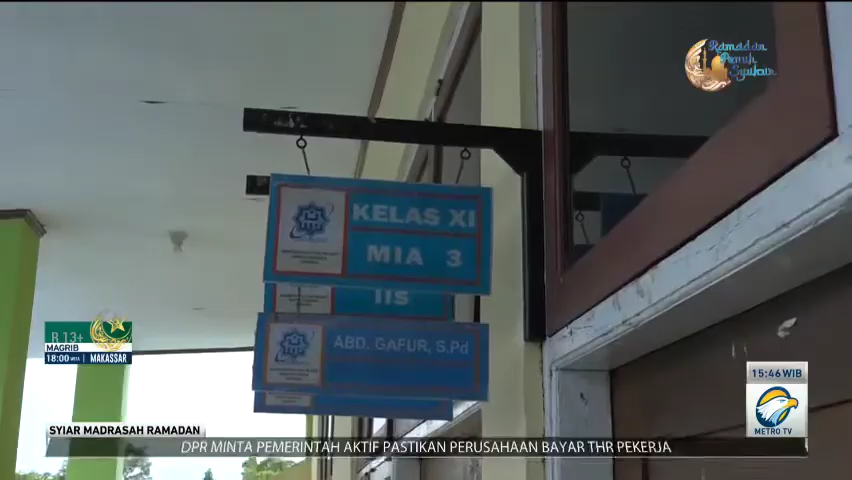 Ramadan
Penuh
Syukur
KELAS XI
MIA 3
IIS
ABD. GAFUR, S.Pd
R 13+
MAGRIB
18:00 WITA MAKASSAR
15:46 WIB
METRO TV
SYIAR MADRASAH RAMADAN
DPR MINTA PEMERINTAH AKTIF PASTIKAN PERUSAHAAN BAYAR THR PEKERJA